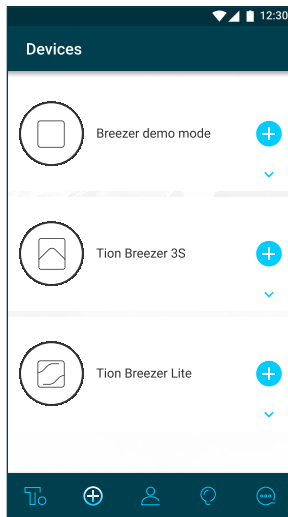 12:30
Devices
Breezer demo mode
Tion Breezer 3S
Tion Breezer Lite